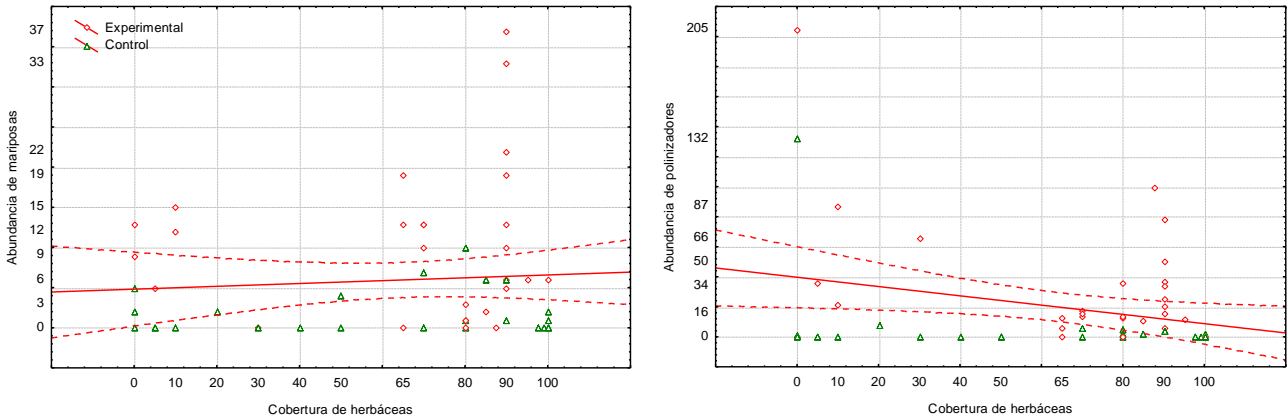 Experimental
Control
Abundancia de mariposas
37
33
22
19
15
12
9
6
3
0
0 10 20 30 40 50 65 80 90 100
Cobertura de herbáceas
Abundancia de polinizadores
205
132
87
66
50
34
16
0
0 10 20 30 40 50 65 80 90 100
Cobertura de herbáceas